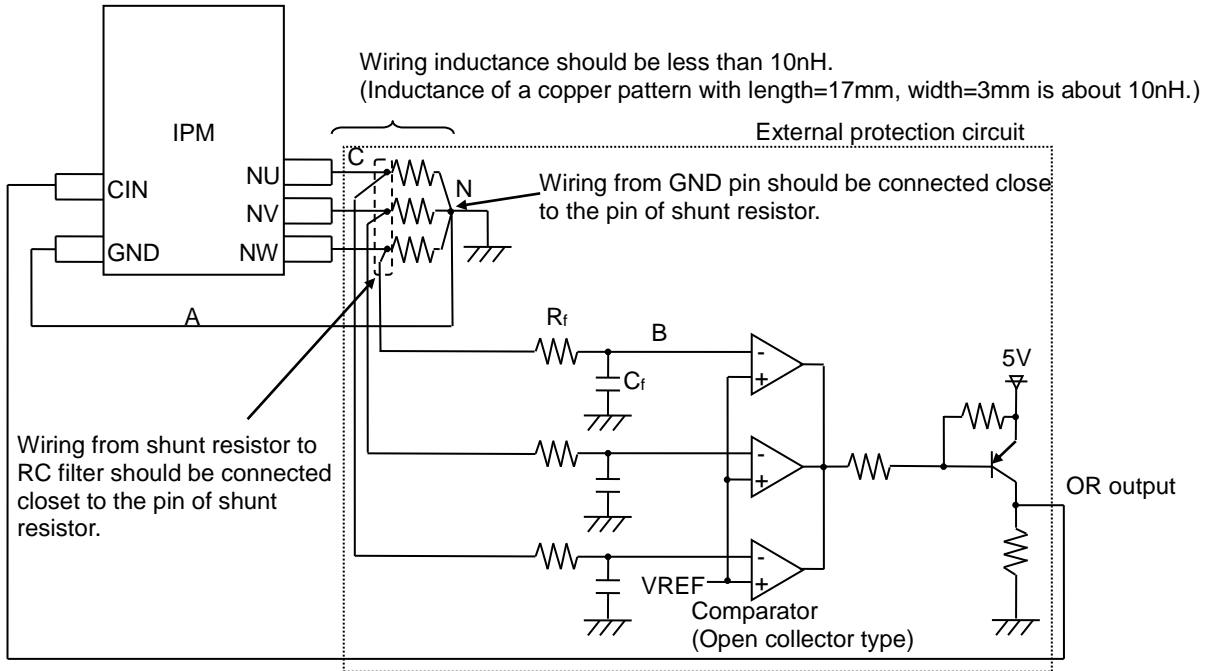 Wiring inductance should be less than 10nH.
(Inductance of a copper pattern with length=17mm, width=3mm is about 10nH.)
External protection circuit
IPM
C
NU
CIN
N
Wiring from GND pin should be connected close
to the pin of shunt resistor.
NV
GND
NW
A
Rf
B
5V
-
+
Cf
Wiring from shunt resistor to
RC filter should be connected
closet to the pin of shunt
resistor.
-
+
OR output
-
VREF
+
Comparator
(Open collector type)